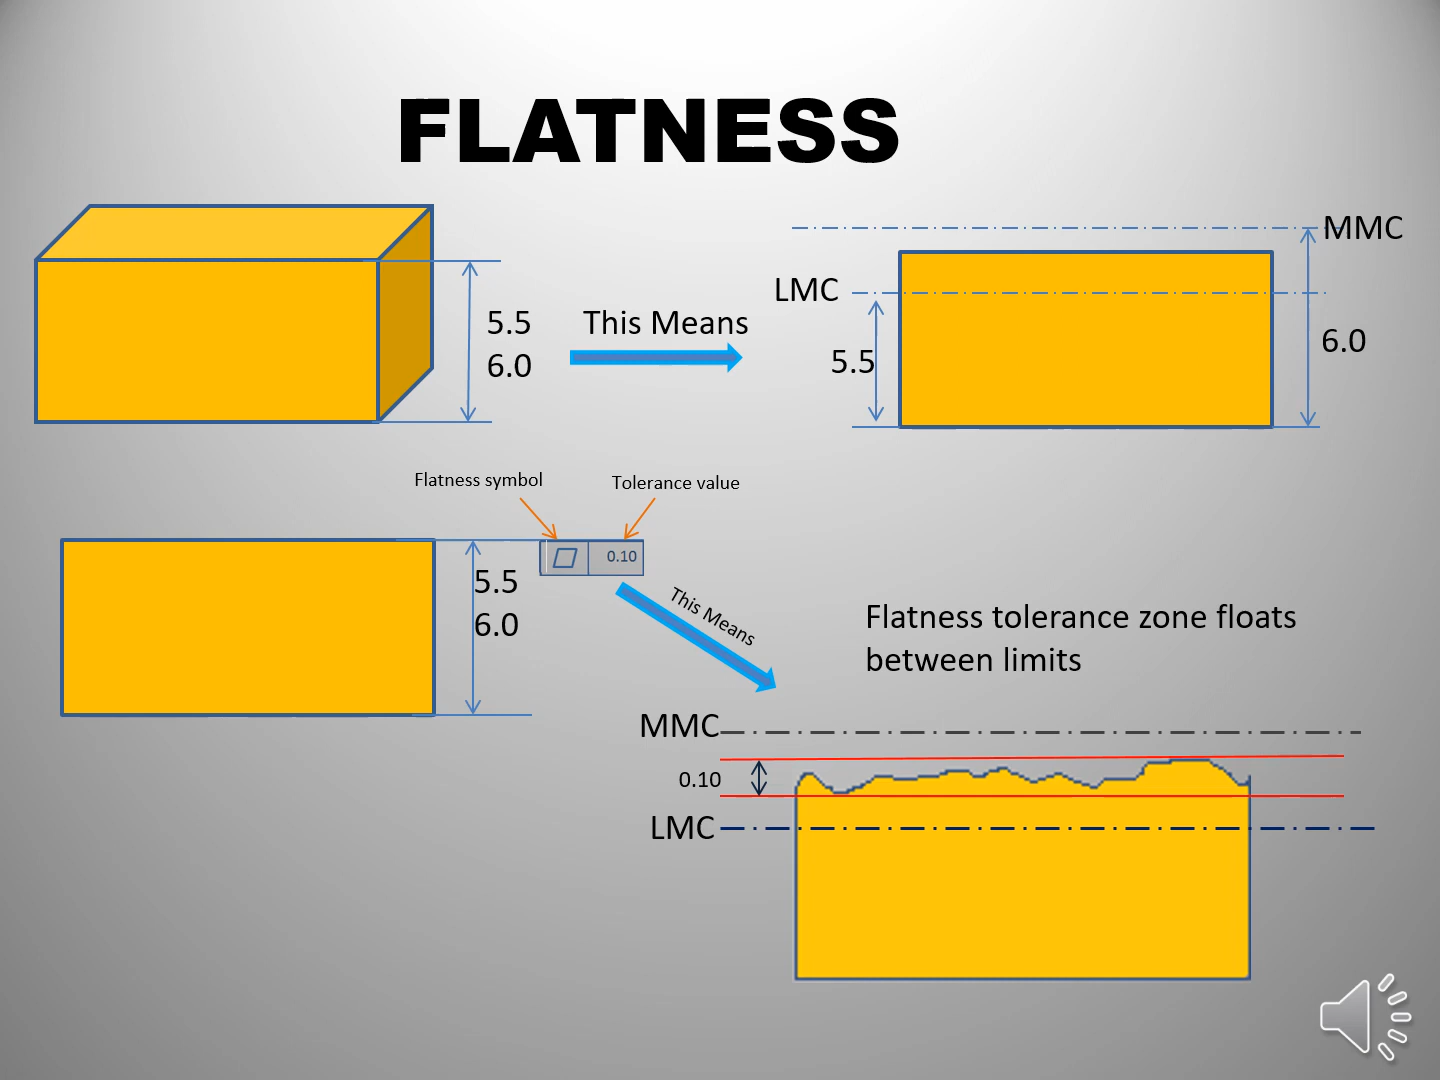 FLATNESS
5.5
6.0
This Means
MMC
LMC
5.5
6.0
Flatness symbol
Tolerance value
0.10
5.5
6.0
This Means
Flatness tolerance zone floats
between limits
MMC
0.10
LMC